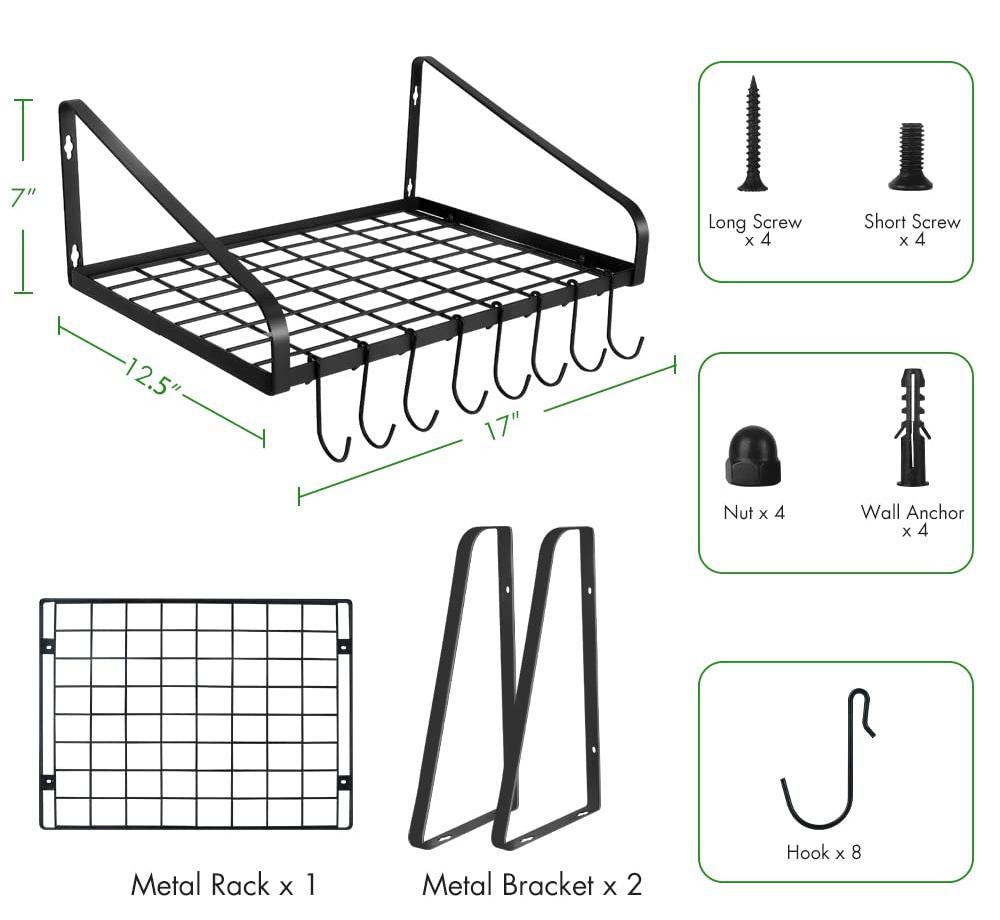 7"
12.5"
17"
Long Screw
x 4
Short Screw
x 4
Nut x 4
Wall Anchor
x 4
Hook x 8
Metal Rack x 1
Metal Bracket x 2